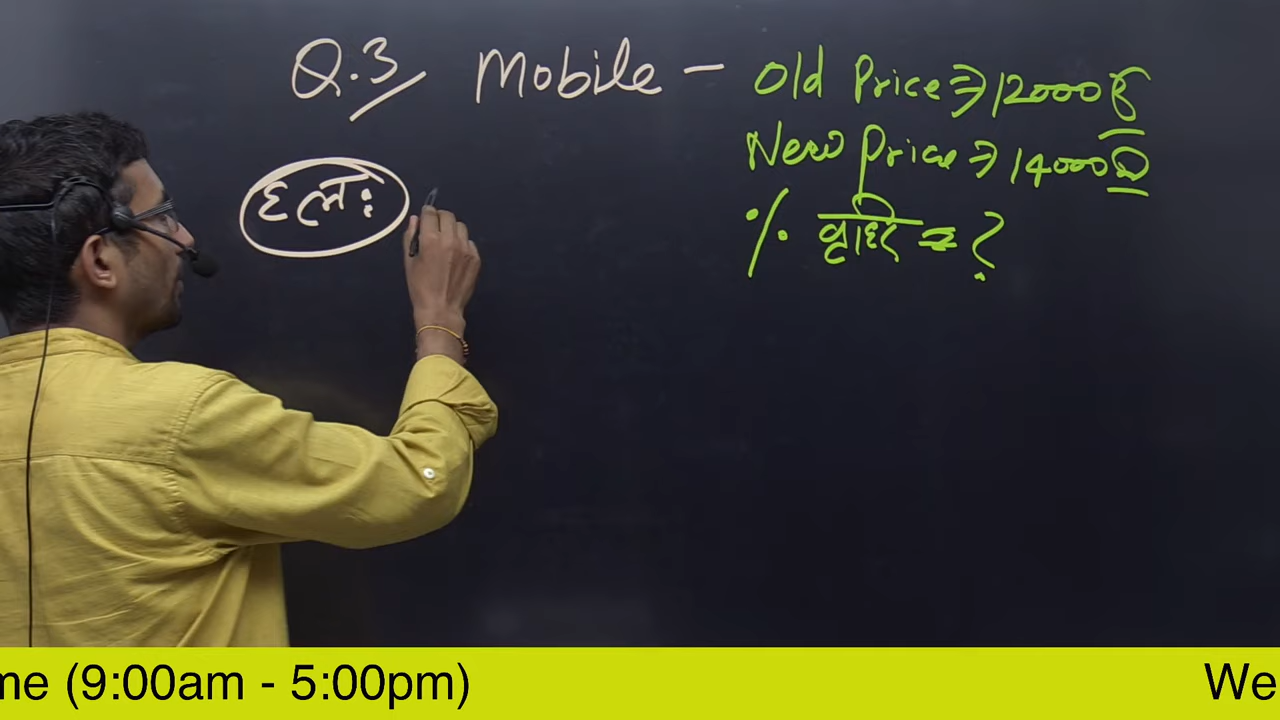 Q.3/ Mobile - Old Price ⇒ 12000 ₹
New Price ⇒ 14000 ₹
हल:
% वृद्धि = ?
me (9:00am - 5:00pm) We